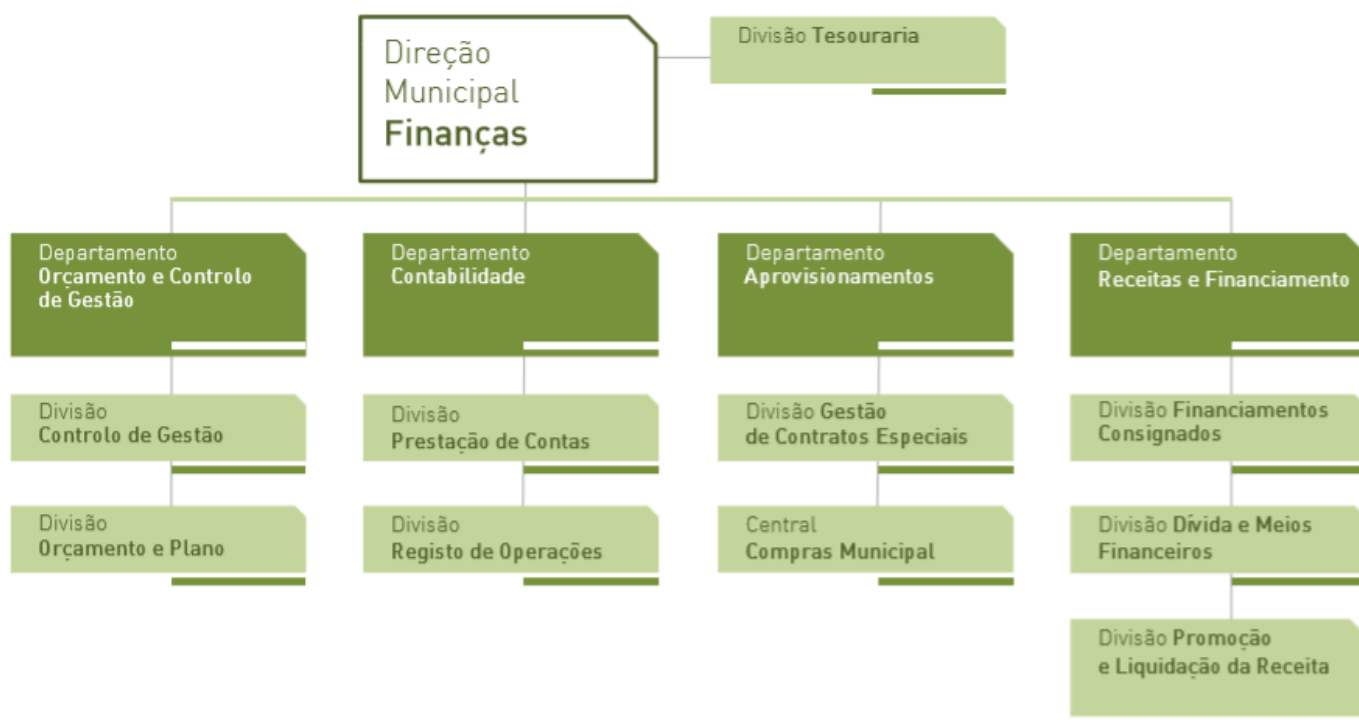 Direção
Municipal
Finanças
Divisão Tesouraria
Departamento
Orçamento e Controlo
de Gestão
Divisão
Controlo de Gestão
Divisão
Orçamento e Plano
Departamento
Contabilidade
Divisão
Prestação de Contas
Divisão
Registo de Operações
Departamento
Aprovisionamentos
Divisão Gestão
de Contratos Especiais
Central
Compras Municipal
Departamento
Receitas e Financiamento
Divisão Financiamentos
Consignados
Divisão Dívida e Meios
Financeiros
Divisão Promoção
e Liquidação da Receita